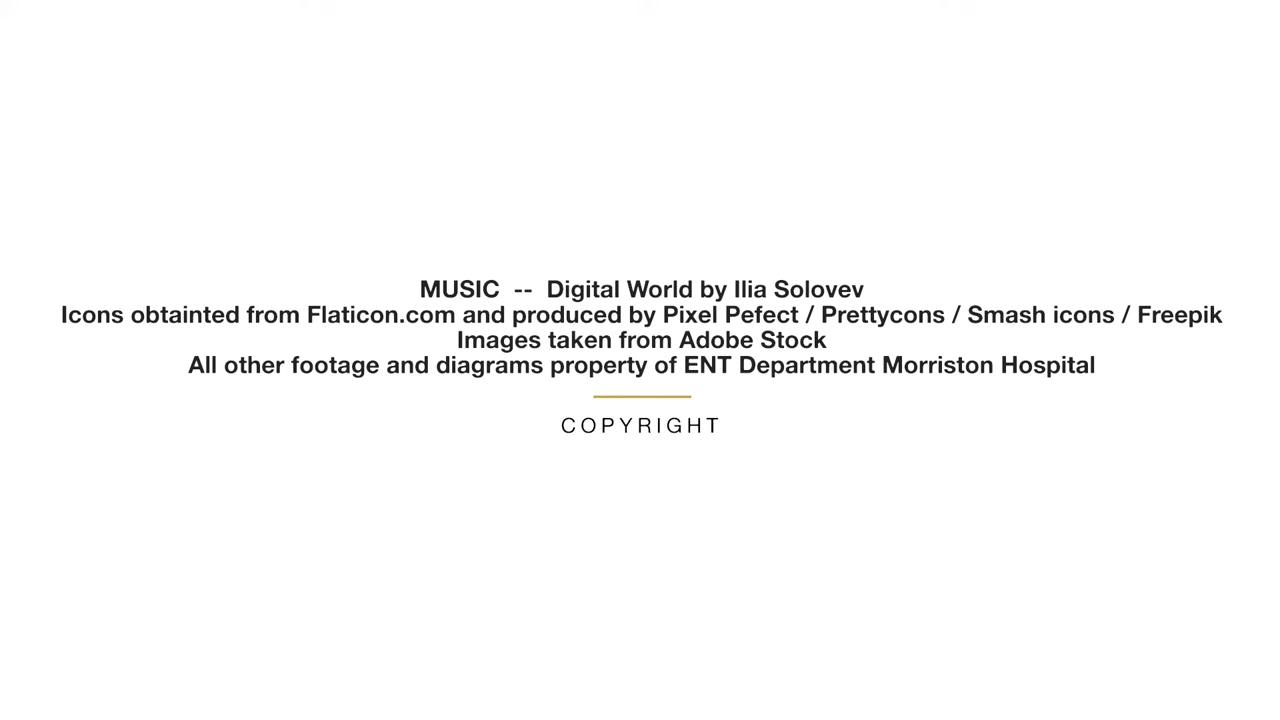 MUSIC -- Digital World by Ilia Solovev
Icons obtainted from Flaticon.com and produced by Pixel Pefect / Prettycons / Smash icons / Freepik
Images taken from Adobe Stock
All other footage and diagrams property of ENT Department Morriston Hospital
COPYRIGHT